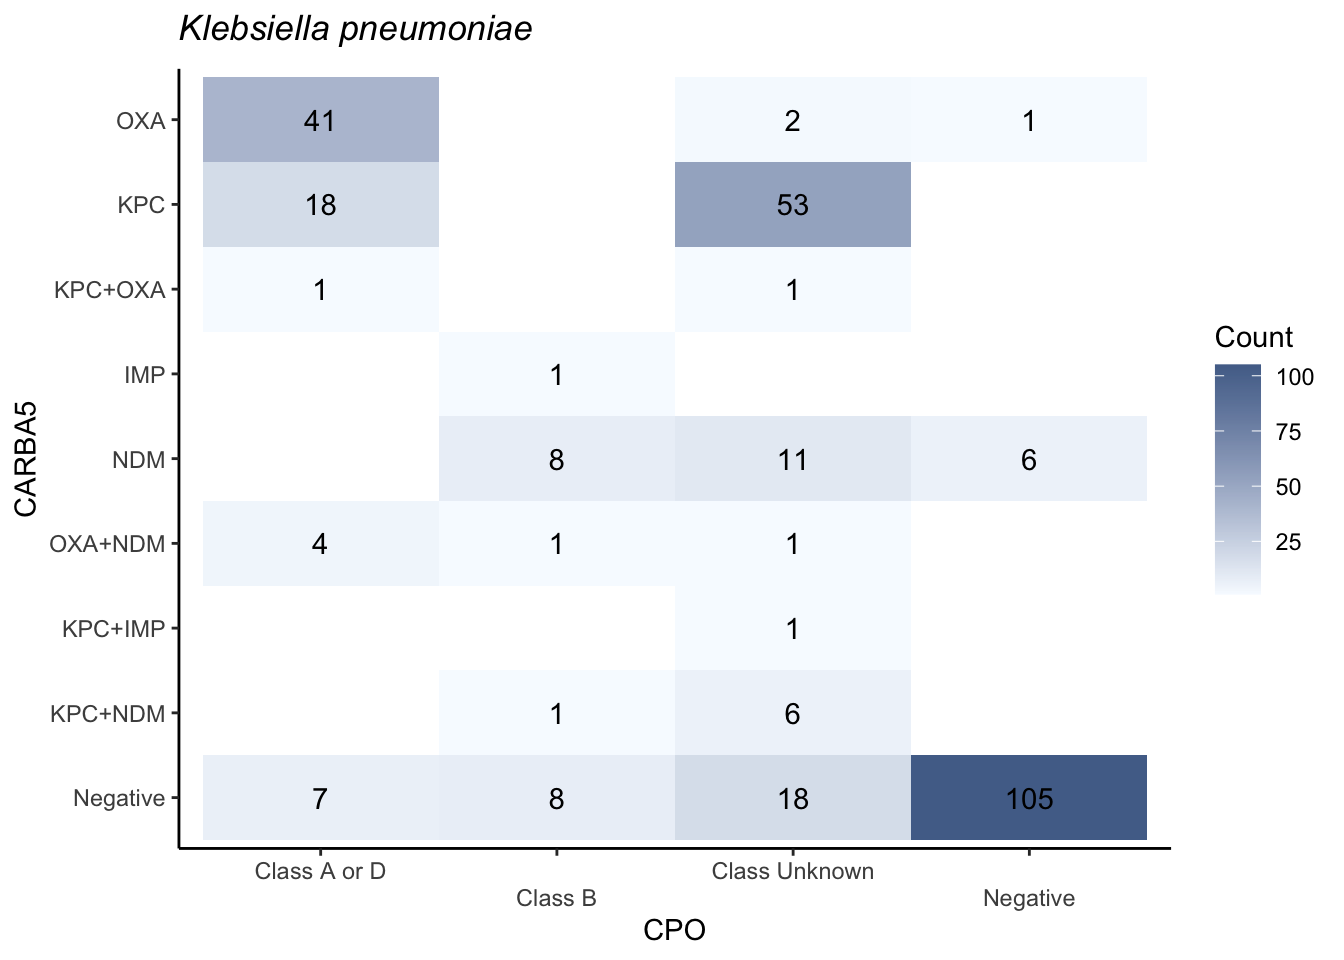 Klebsiella pneumoniae
OXA
41
2
1
KPC
18
53
KPC+OXA
1
1
IMP
1
NDM
8
11
6
OXA+NDM
4
1
1
KPC+IMP
1
KPC+NDM
1
6
Negative
7
8
18
105
CARBA5
Class A or D
Class B
Class Unknown
Negative
CPO
Count
100
75
50
25